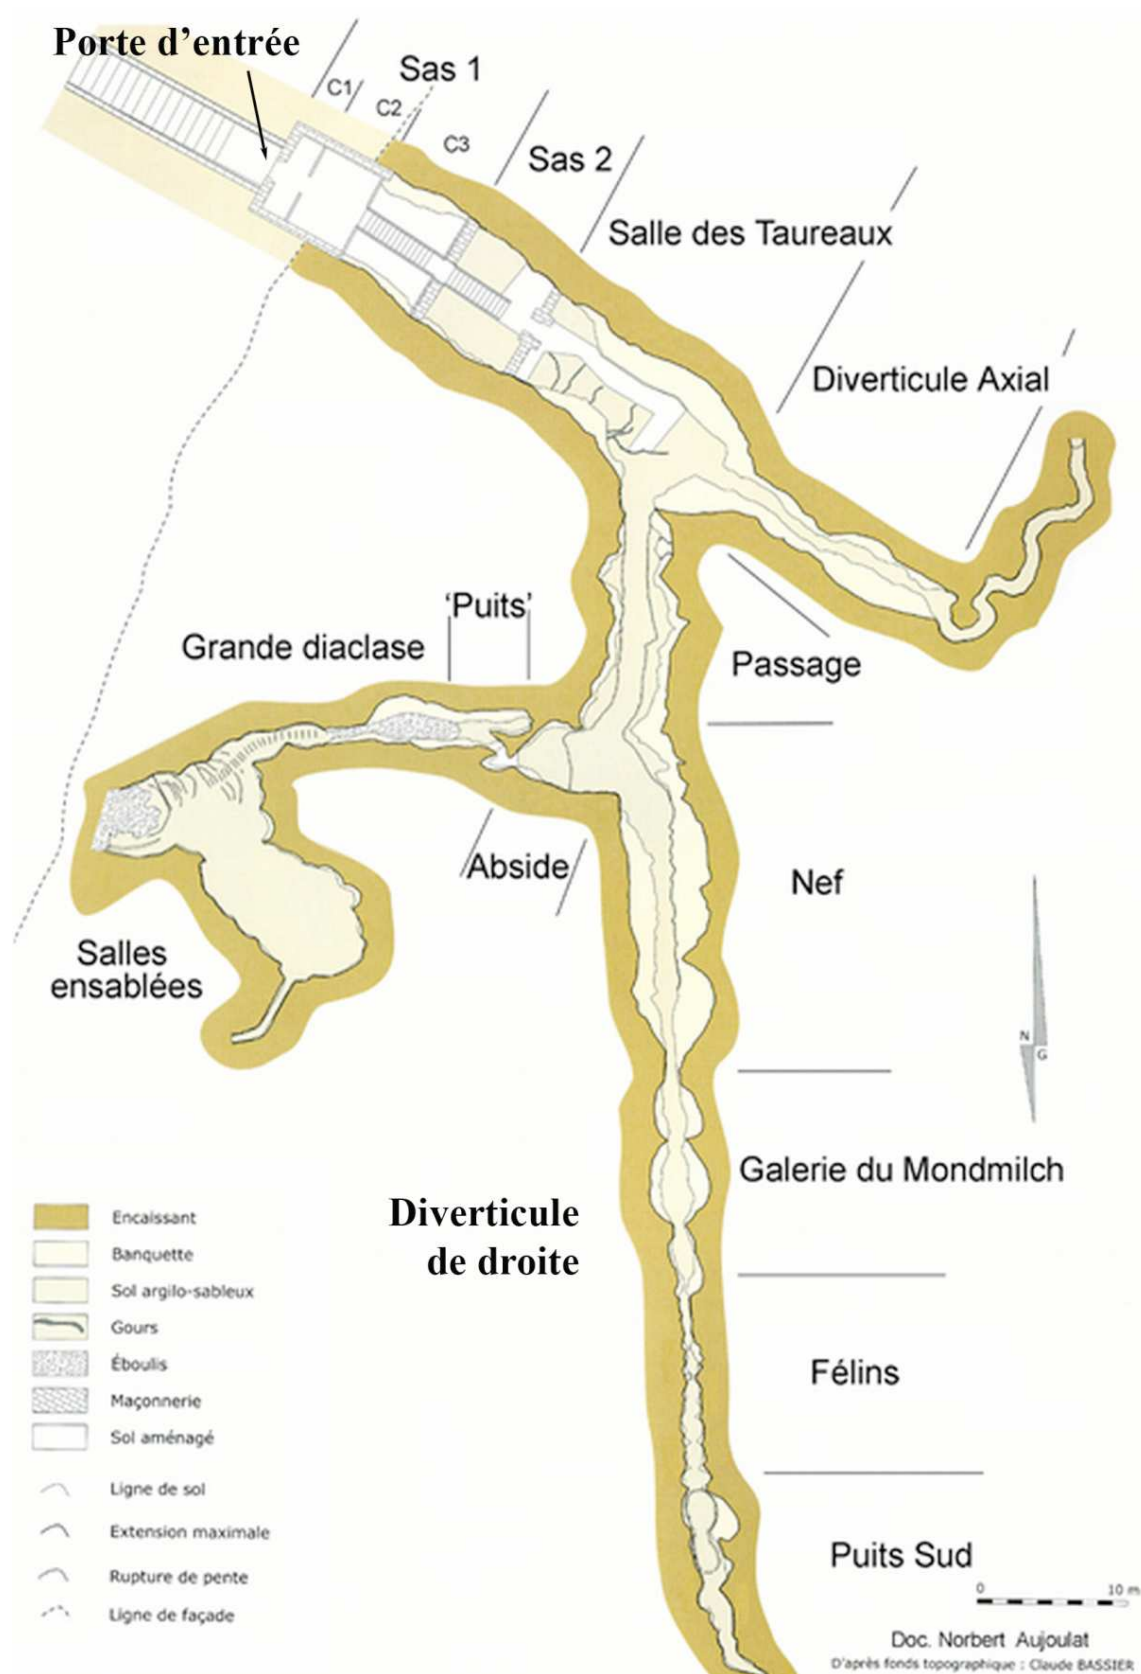 Porte d’entrée
Sas 1
C1
C2
C3
Sas 2
Salle des Taureaux
Diverticule Axial
‘Puits’
Grande diaclase
Passage
Abside
Nef
Salles
ensablées
N
G
Galerie du Mondmilch
Diverticule
de droite
Encaissant
Banquette
Sol argilo-sableux
Gours
Éboulis
Maçonnerie
Sol aménagé
Ligne de sol
Extension maximale
Rupture de pente
Ligne de façade
Félins
Puits Sud
0 10 m
Doc. Norbert Aujoulat
D'après fonds topographique : Claude BASSIER